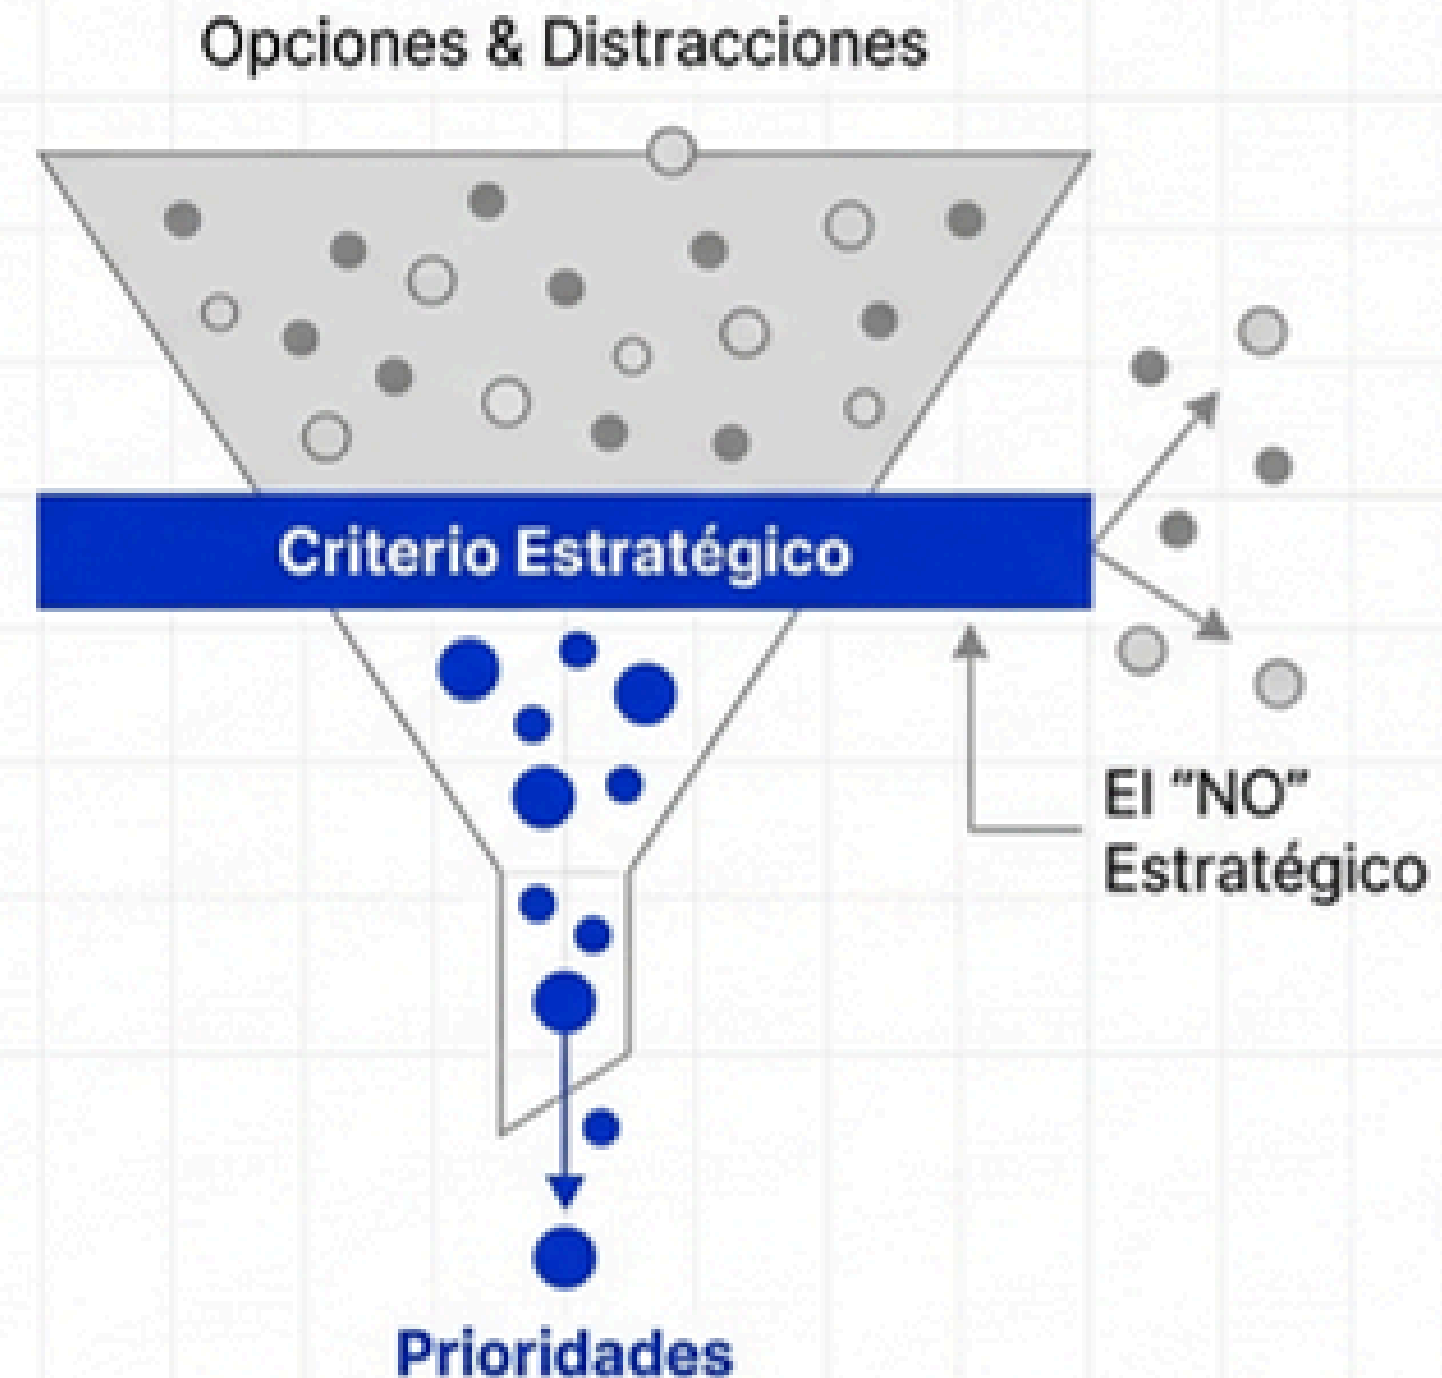 Opciones & Distracciones
Criterio Estratégico
El “NO”
Estratégico
Prioridades